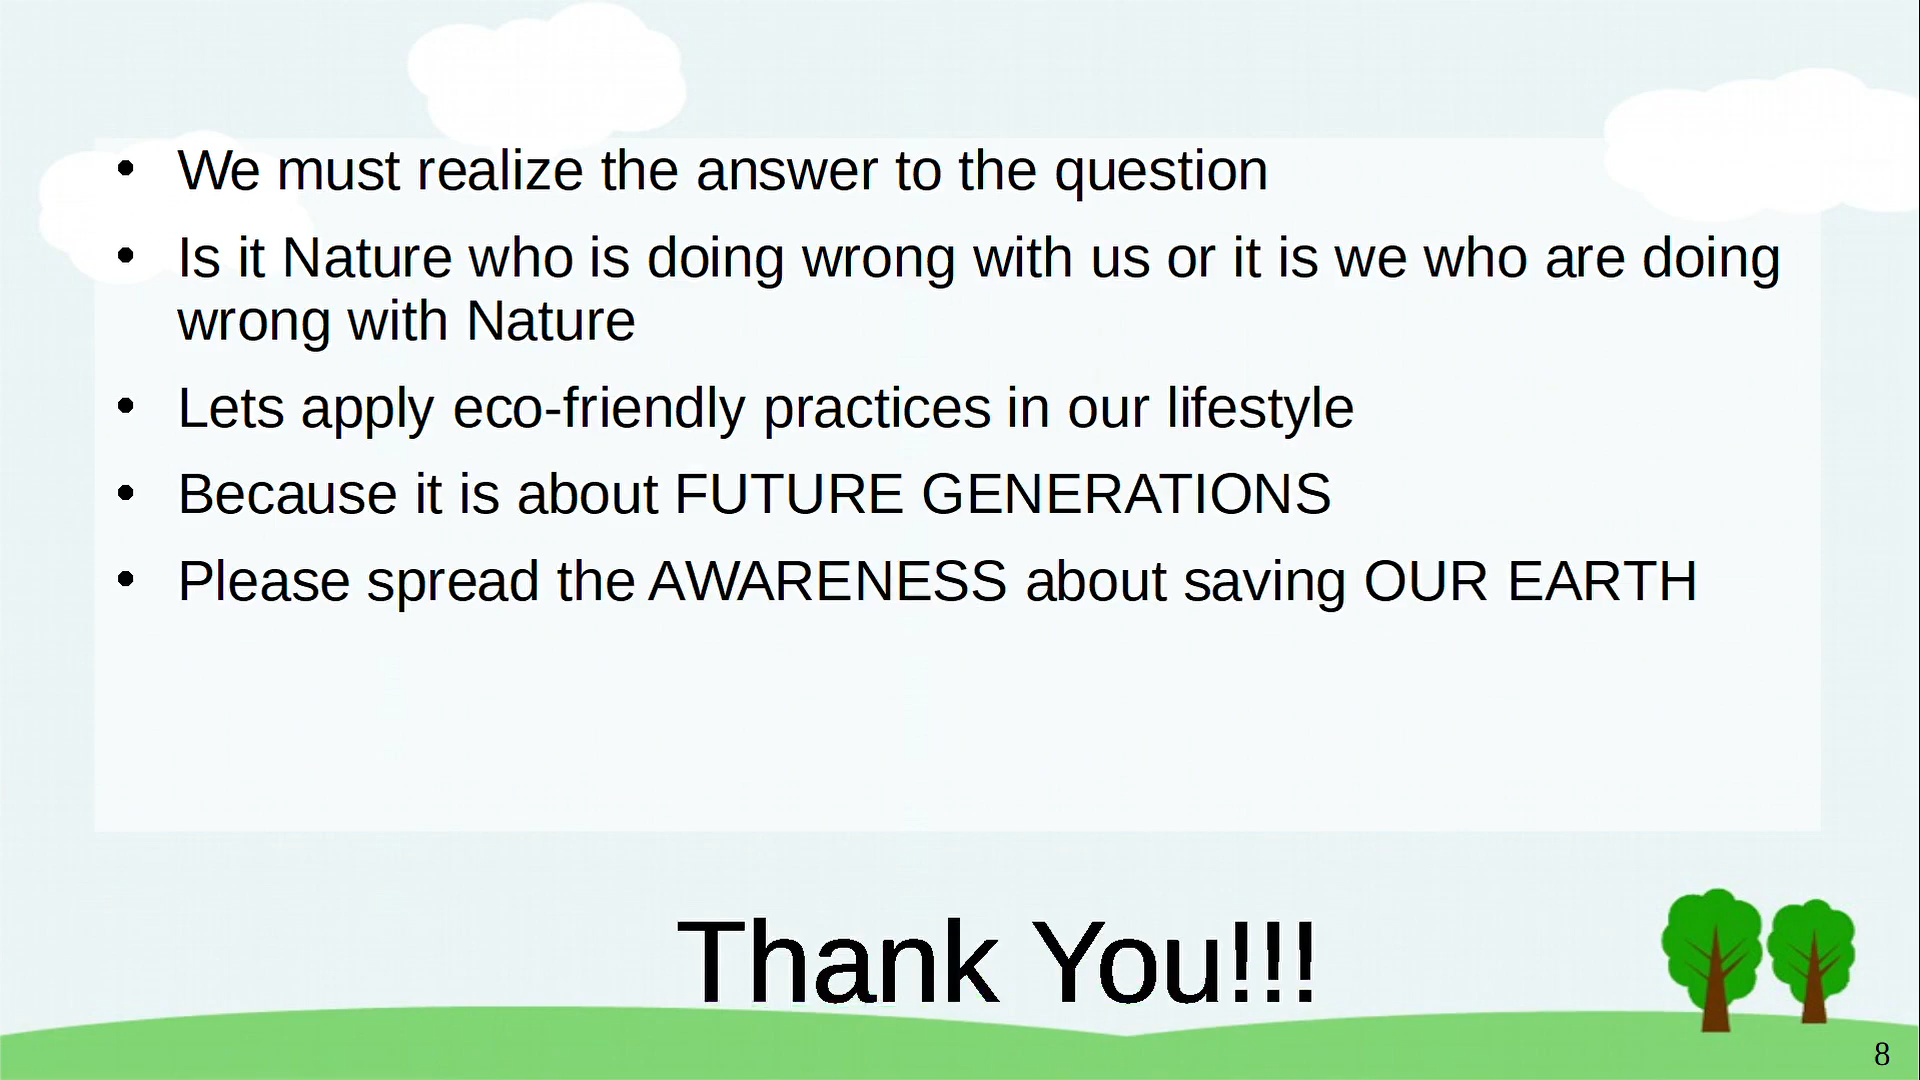 • We must realize the answer to the question
• Is it Nature who is doing wrong with us or it is we who are doing
wrong with Nature
• Lets apply eco-friendly practices in our lifestyle
• Because it is about FUTURE GENERATIONS
• Please spread the AWARENESS about saving OUR EARTH
Thank You!!!
8